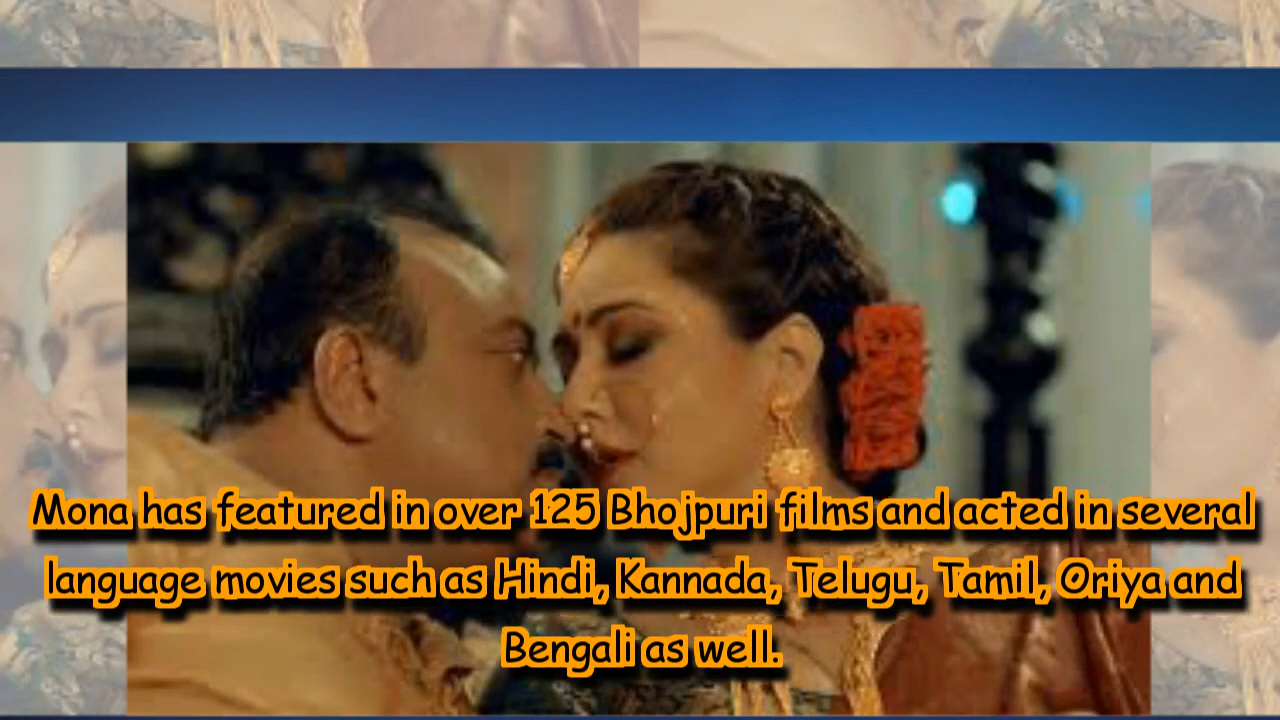 Mona has featured in over 125 Bhojpuri films and acted in several
language movies such as Hindi, Kannada, Telugu, Tamil, Oriya and
Bengali as well.